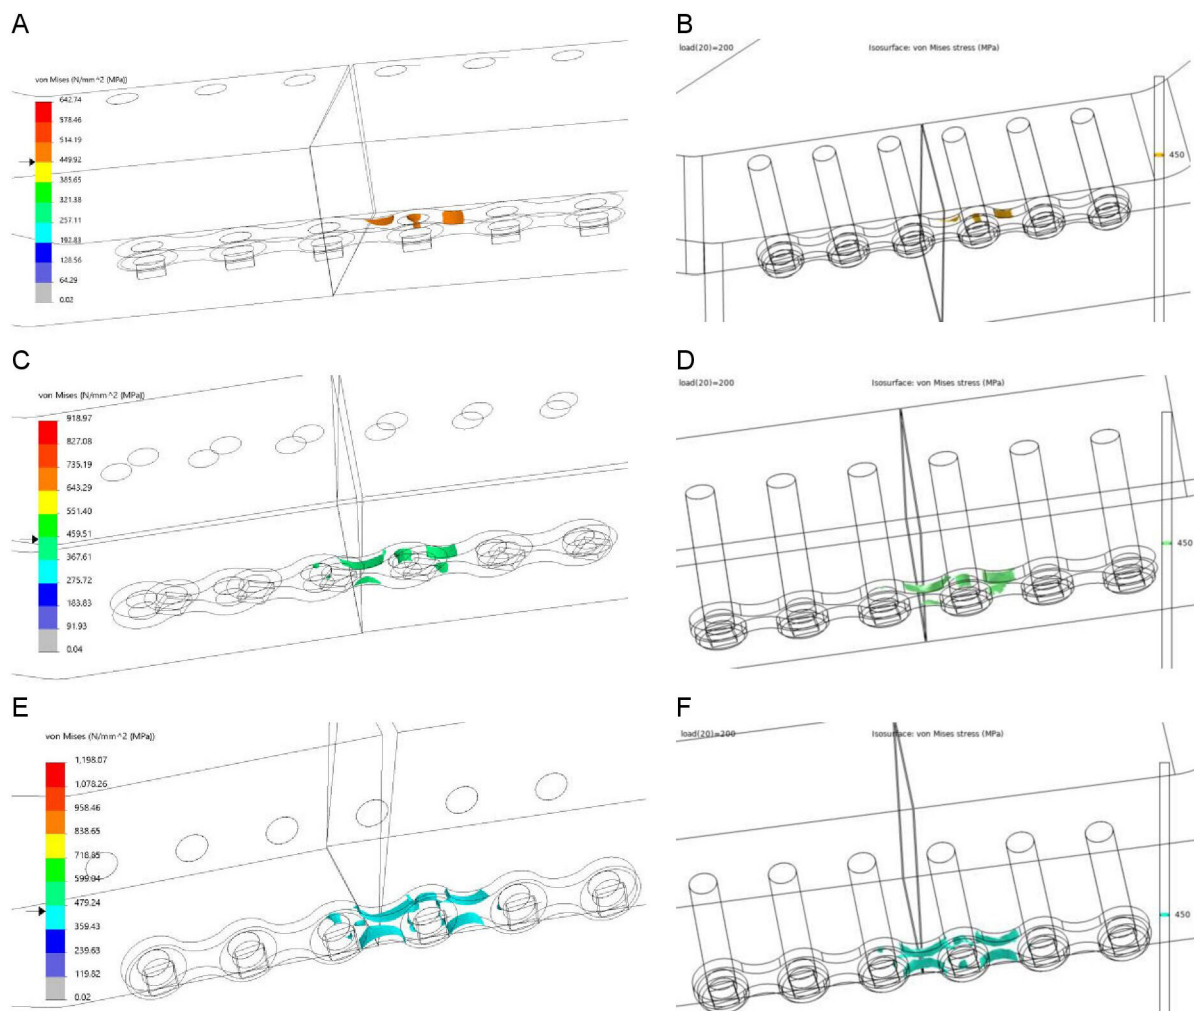 A
von Mises (N/mm^2 (MPa))
642.74
578.46
514.19
449.92
385.65
321.38
257.11
192.83
128.56
64.29
0.02
B
load(20)=200
Isosurface: von Mises stress (MPa)
450
C
von Mises (N/mm^2 (MPa))
918.97
827.08
735.19
643.29
551.40
459.51
367.61
275.72
183.83
91.93
0.04
D
load(20)=200
Isosurface: von Mises stress (MPa)
450
E
von Mises (N/mm^2 (MPa))
1,198.07
1,078.26
958.46
838.65
718.85
599.04
479.24
359.43
239.63
119.82
0.02
F
load(20)=200
Isosurface: von Mises stress (MPa)
450